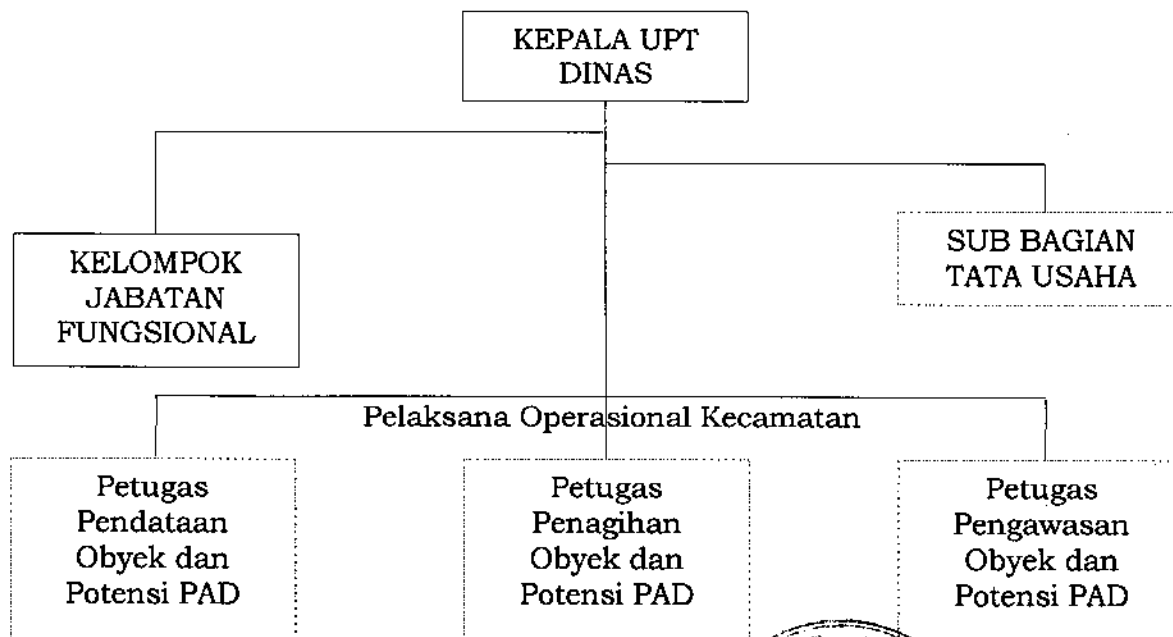 KEPALA UPT
DINAS
KELOMPOK
JABATAN
FUNGSIONAL
SUB BAGIAN
TATA USAHA
Pelaksana Operasional Kecamatan
Petugas
Pendataan
Obyek dan
Potensi PAD
Petugas
Penagihan
Obyek dan
Potensi PAD
Petugas
Pengawasan
Obyek dan
Potensi PAD